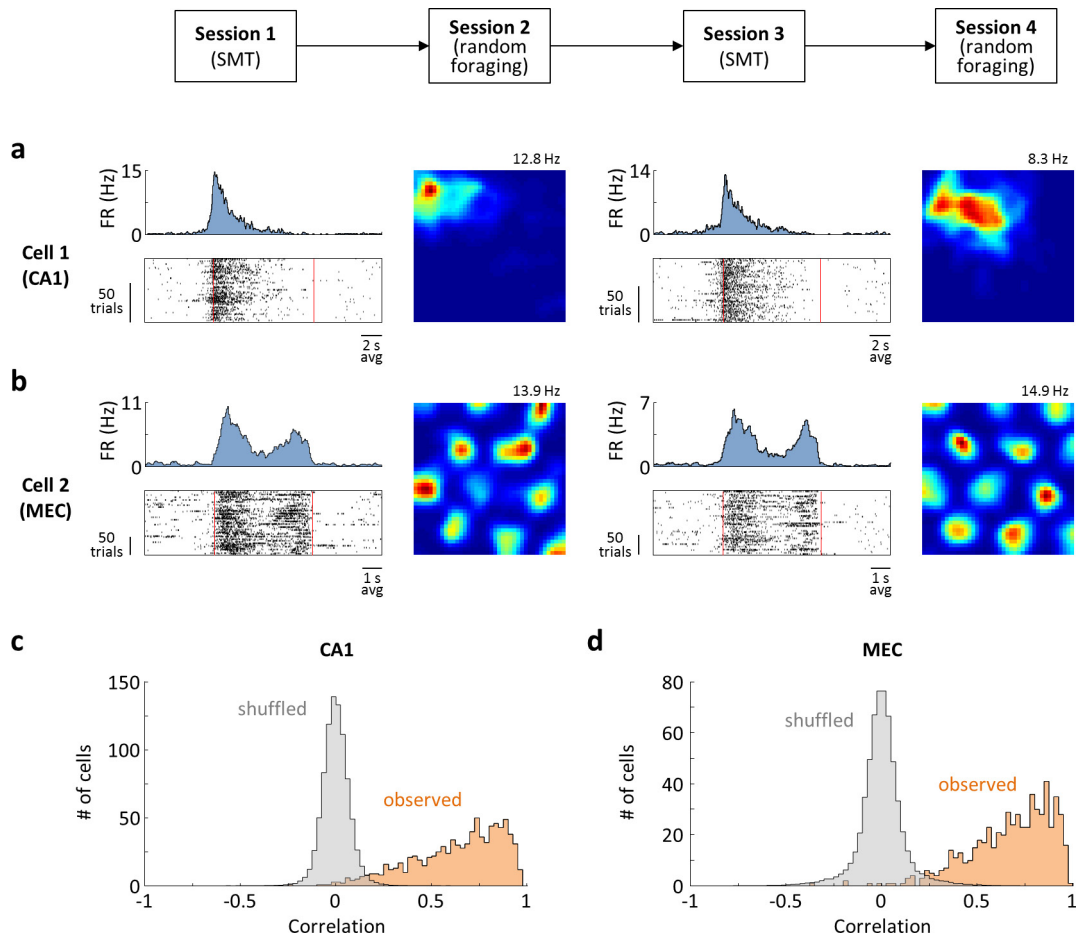 Session 1
(SMT)
Session 2
(random
foraging)
Session 3
(SMT)
Session 4
(random
foraging)
a
Cell 1
(CA1)
15
FR (Hz)
0
50
trials
2 s
avg
12.8 Hz
14
FR (Hz)
0
50
trials
2 s
avg
8.3 Hz
b
Cell 2
(MEC)
11
FR (Hz)
0
50
trials
1 s
avg
13.9 Hz
7
FR (Hz)
0
50
trials
1 s
avg
14.9 Hz
c
CA1
150
100
50
0
# of cells
shuffled
observed
-1
-0.5
0
0.5
1
Correlation
d
MEC
80
60
40
20
0
# of cells
shuffled
observed
-1
-0.5
0
0.5
1
Correlation